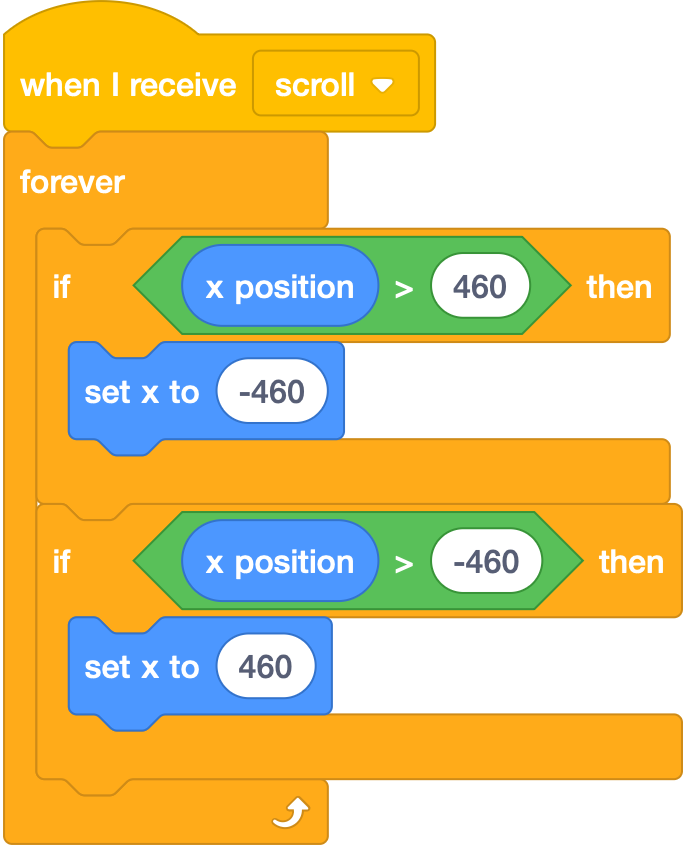 when I receive scroll
forever
if x position > 460 then
set x to -460
if x position > -460 then
set x to 460